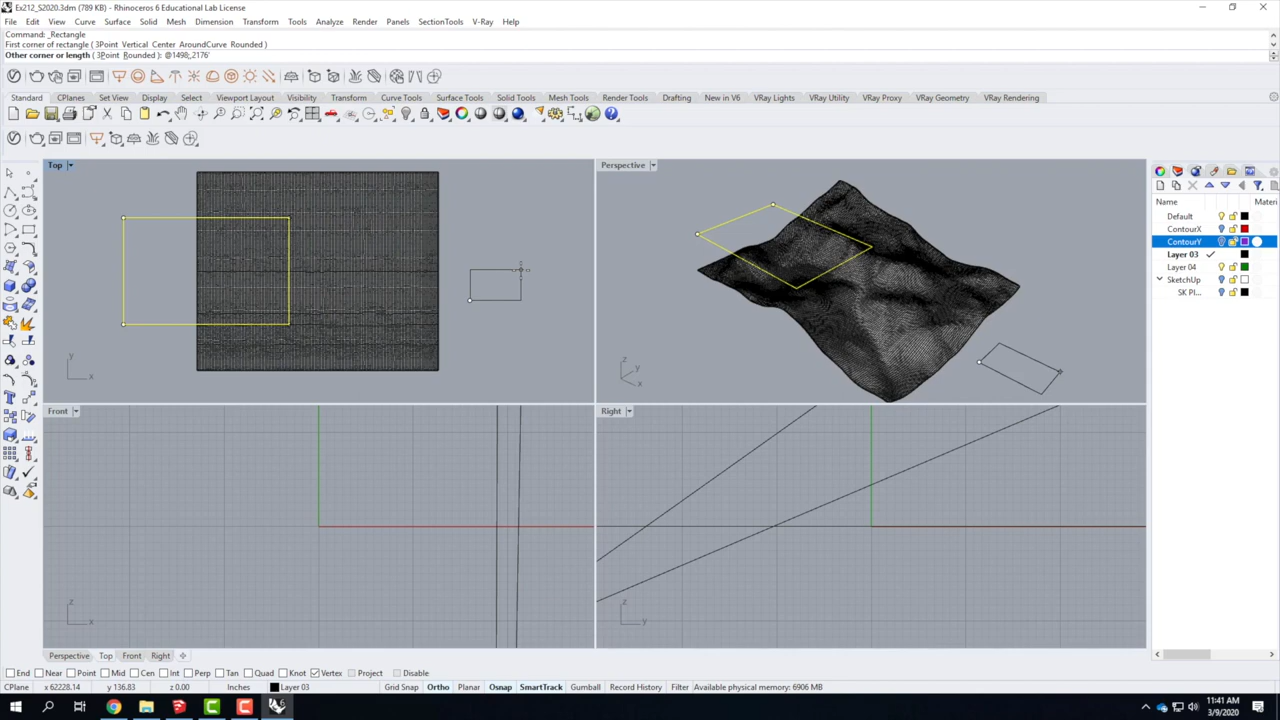 Ex212_S2020.3dm (789 KB) - Rhinoceros 6 Educational Lab License
File Edit View Curve Surface Solid Mesh Dimension Transform Tools Analyze Render Panels SectionTools V-Ray Help
Command: _Rectangle
First corner of rectangle ( 3Point Vertical Center AroundCurve Rounded )
Other corner or length ( 3Point Rounded ): @1498;,2176'
Standard CPlanes Set View Display Select Viewport Layout Visibility Transform Curve Tools Surface Tools Solid Tools Mesh Tools Render Tools Drafting New in V6 VRay Lights VRay Utility VRay Proxy VRay Geometry VRay Rendering
Top
Perspective
Name Materi
Default
ContourX
ContourY
Layer 03
Layer 04
SketchUp
SK Pl...
y
x
z
y
x
Front
Right
z
x
z
y
Perspective Top Front Right
End Near Point Mid Cen Int Perp Tan Quad Knot Vertex Project Disable
CPlane x 62228.14 y 136.83 z 0.00 Inches Layer 03 Grid Snap Ortho Planar Osnap SmartTrack Gumball Record History Filter Available physical memory: 6906 MB
11:41 AM
3/9/2020